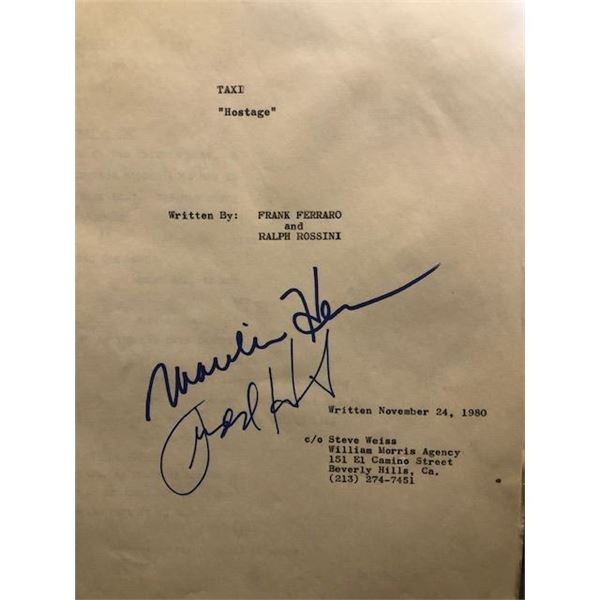 TAXI
"Hostage"
Written By: FRANK FERRARO
and
RALPH ROSSINI
Written November 24, 1980
c/o Steve Weiss
William Morris Agency
151 El Camino Street
Beverly Hills, Ca.
(213) 274-7451